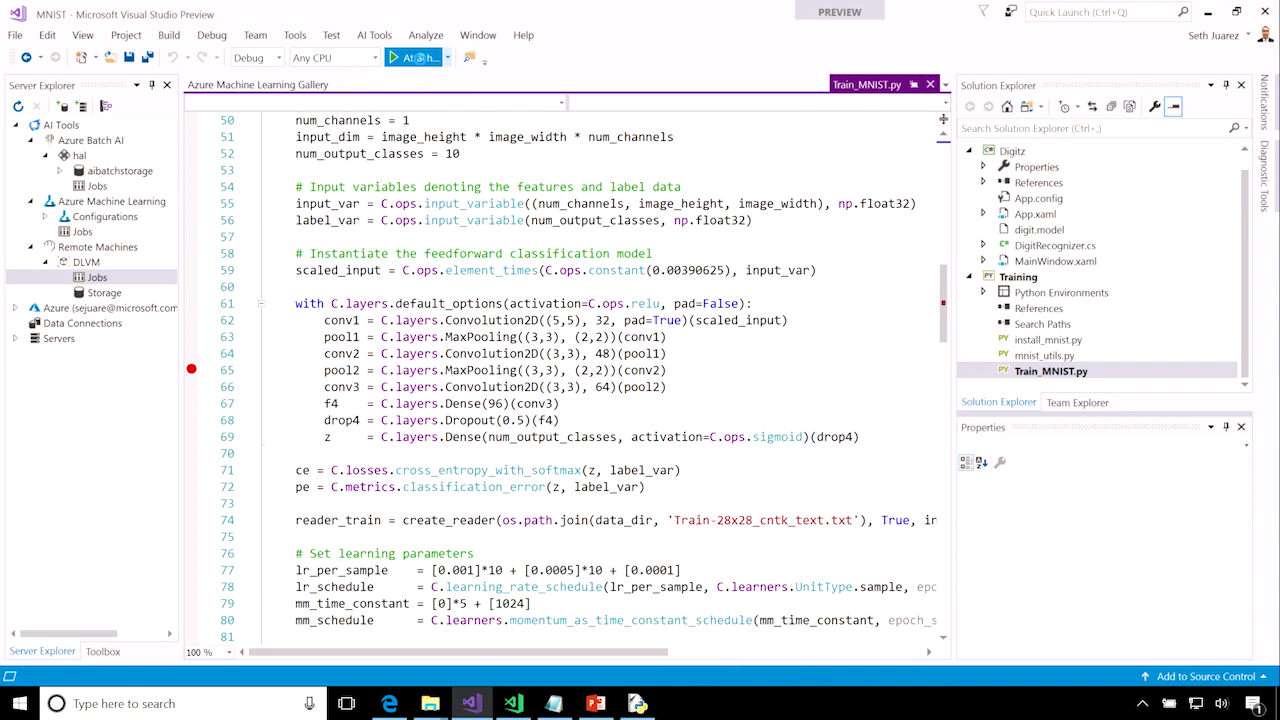 MNIST - Microsoft Visual Studio Preview
PREVIEW
Quick Launch (Ctrl+Q)
File Edit View Project Build Debug Team Tools Test AI Tools Analyze Window Help
Seth Juarez
Debug Any CPU
Server Explorer
AI Tools
Azure Batch AI
hal
aibatchstorage
Jobs
Azure Machine Learning
Configurations
Jobs
Remote Machines
DLVM
Jobs
Storage
Azure (sejuare@microsoft.com
Data Connections
Servers
Server Explorer Toolbox
Azure Machine Learning Gallery
Train_MNIST.py
50 num_channels = 1
51 input_dim = image_height * image_width * num_channels
52 num_output_classes = 10
53
54 # Input variables denoting the features and label data
55 input_var = C.ops.input_variable((num_channels, image_height, image_width), np.float32)
56 label_var = C.ops.input_variable(num_output_classes, np.float32)
57
58 # Instantiate the feedforward classification model
59 scaled_input = C.ops.element_times(C.ops.constant(0.00390625), input_var)
60
61 with C.layers.default_options(activation=C.ops.relu, pad=False):
62 conv1 = C.layers.Convolution2D((5,5), 32, pad=True)(scaled_input)
63 pool1 = C.layers.MaxPooling((3,3), (2,2))(conv1)
64 conv2 = C.layers.Convolution2D((3,3), 48)(pool1)
65 pool2 = C.layers.MaxPooling((3,3), (2,2))(conv2)
66 conv3 = C.layers.Convolution2D((3,3), 64)(pool2)
67 f4 = C.layers.Dense(96)(conv3)
68 drop4 = C.layers.Dropout(0.5)(f4)
69 z = C.layers.Dense(num_output_classes, activation=C.ops.sigmoid)(drop4)
70
71 ce = C.losses.cross_entropy_with_softmax(z, label_var)
72 pe = C.metrics.classification_error(z, label_var)
73
74 reader_train = create_reader(os.path.join(data_dir, 'Train-28x28_cntk_text.txt'), True, in
75
76 # Set learning parameters
77 lr_per_sample = [0.001]*10 + [0.0005]*10 + [0.0001]
78 lr_schedule = C.learning_rate_schedule(lr_per_sample, C.learners.UnitType.sample, epoc
79 mm_time_constant = [0]*5 + [1024]
80 mm_schedule = C.learners.momentum_as_time_constant_schedule(mm_time_constant, epoch_s
81
100 %
Solution Explorer
Search Solution Explorer (Ctrl+;)
Digitz
Properties
References
App.config
App.xaml
digit.model
DigitRecognizer.cs
MainWindow.xaml
Training
Python Environments
References
Search Paths
install_mnist.py
mnist_utils.py
Train_MNIST.py
Solution Explorer Team Explorer
Properties
Notifications
Diagnostic Tools
Add to Source Control
Type here to search
1